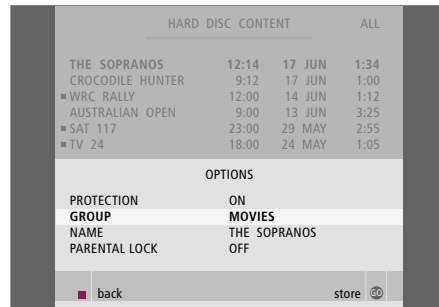 HARD DISC CONTENT ALL
THE SOPRANOS 12:14 17 JUN 1:34
CROCODILE HUNTER 9:12 17 JUN 1:00
WRC RALLY 12:00 14 JUN 1:12
AUSTRALIAN OPEN 9:00 13 JUN 3:25
SAT 117 23:00 29 MAY 2:55
TV 24 18:00 24 MAY 1:05
OPTIONS
PROTECTION ON
GROUP MOVIES
NAME THE SOPRANOS
PARENTAL LOCK OFF
back store GO